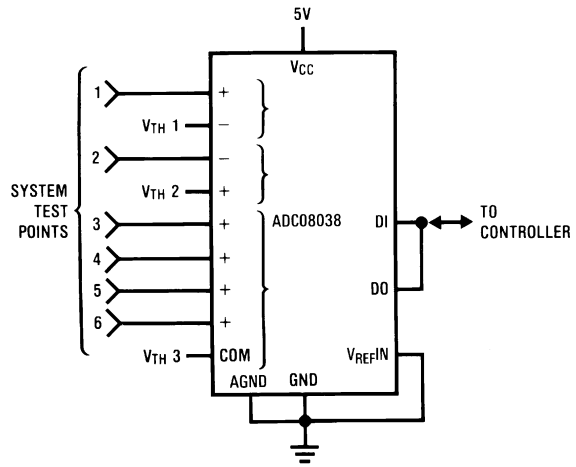 5V
VCC
1
+
VTH 1
−
2
−
VTH 2
+
SYSTEM
TEST
POINTS
3
+
ADC08038
DI
TO
CONTROLLER
4
+
5
+
DO
6
+
VTH 3
COM
VREFIN
AGND
GND